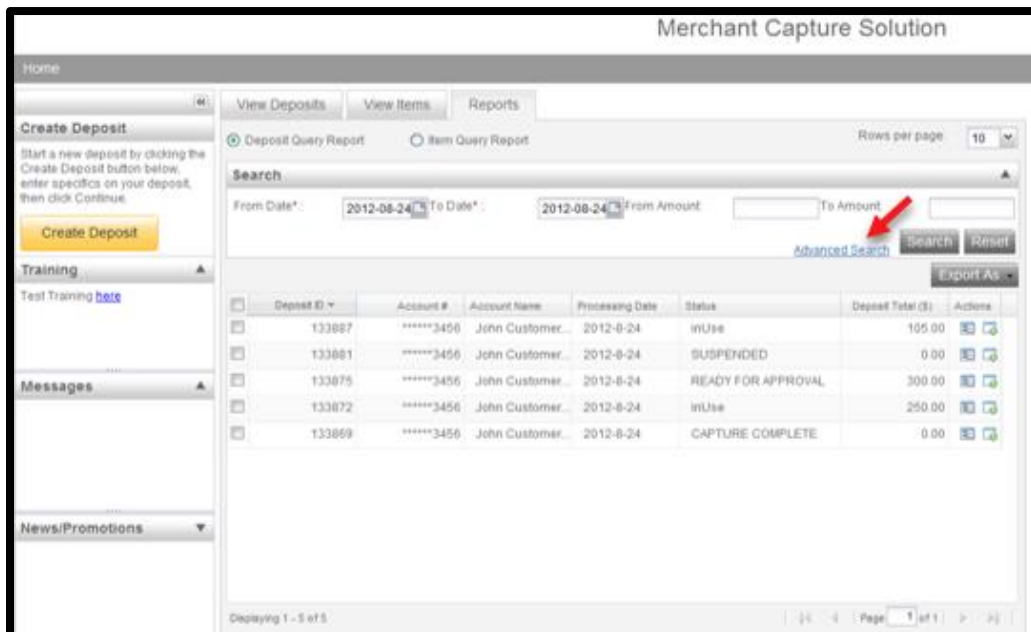 Merchant Capture Solution
Home
View Deposits View Items Reports
Create Deposit
Start a new deposit by clicking the
Create Deposit button below,
enter specifics on your deposit,
then click Continue.
Create Deposit
Training
Test Training here
Messages
News/Promotions
Deposit Query Report Item Query Report Rows per page: 10
Search
From Date*: 2012-08-24 To Date*: 2012-08-24 From Amount To Amount
Advanced Search Search Reset
Export As
Deposit ID Account # Account Name Processing Date Status Deposit Total ($) Actions
133887 ******3456 John Customer... 2012-8-24 inUse 105.00
133881 ******3456 John Customer... 2012-8-24 SUSPENDED 0.00
133875 ******3456 John Customer... 2012-8-24 READY FOR APPROVAL 300.00
133872 ******3456 John Customer... 2012-8-24 inUse 250.00
133869 ******3456 John Customer... 2012-8-24 CAPTURE COMPLETE 0.00
Displaying 1 - 5 of 5 Page 1 of 1